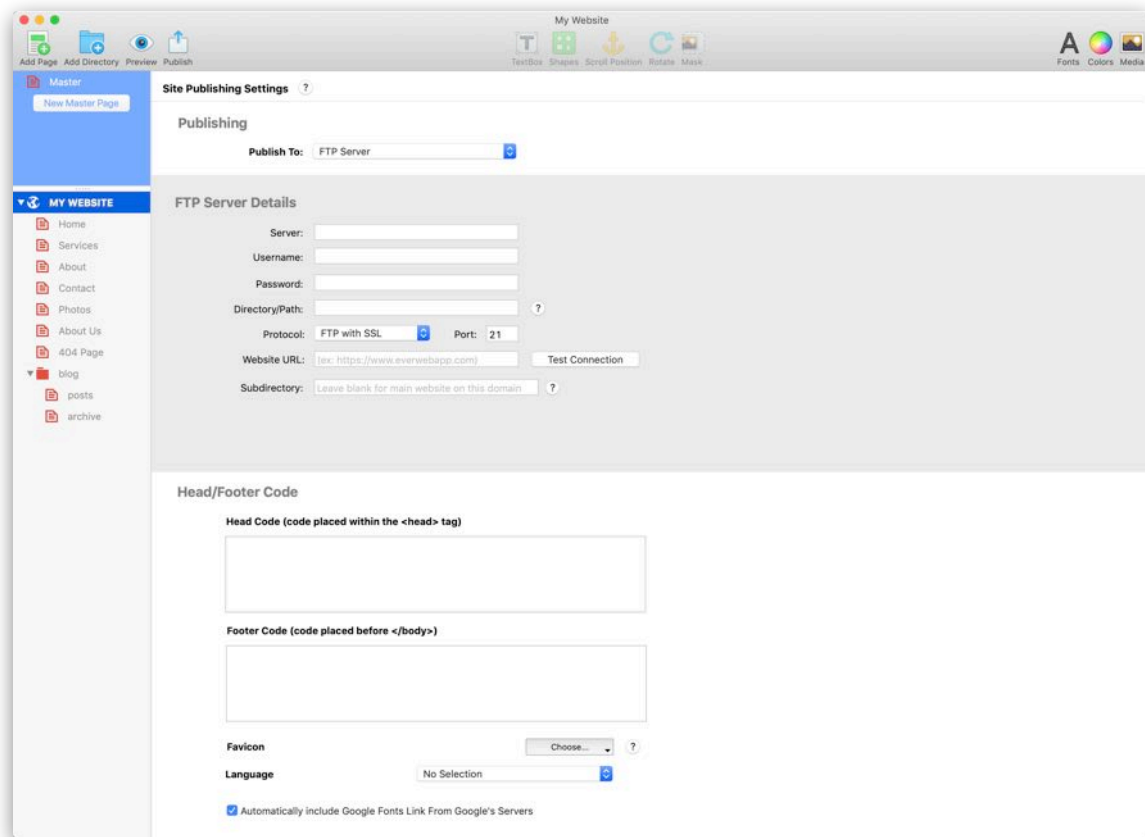 My Website
Add Page Add Directory Preview Publish
TextBox Shapes Scroll Position Rotate Mask
Fonts Colors Media
Master
New Master Page
MY WEBSITE
Home
Services
About
Contact
Photos
About Us
404 Page
blog
posts
archive
Site Publishing Settings ?
Publishing
Publish To: FTP Server
FTP Server Details
Server:
Username:
Password:
Directory/Path: ?
Protocol: FTP with SSL Port: 21
Website URL: (ex: https://www.everwebapp.com) Test Connection
Subdirectory: Leave blank for main website on this domain ?
Head/Footer Code
Head Code (code placed within the <head> tag)
Footer Code (code placed before </body>)
Favicon Choose... ?
Language No Selection
Automatically include Google Fonts Link From Google's Servers